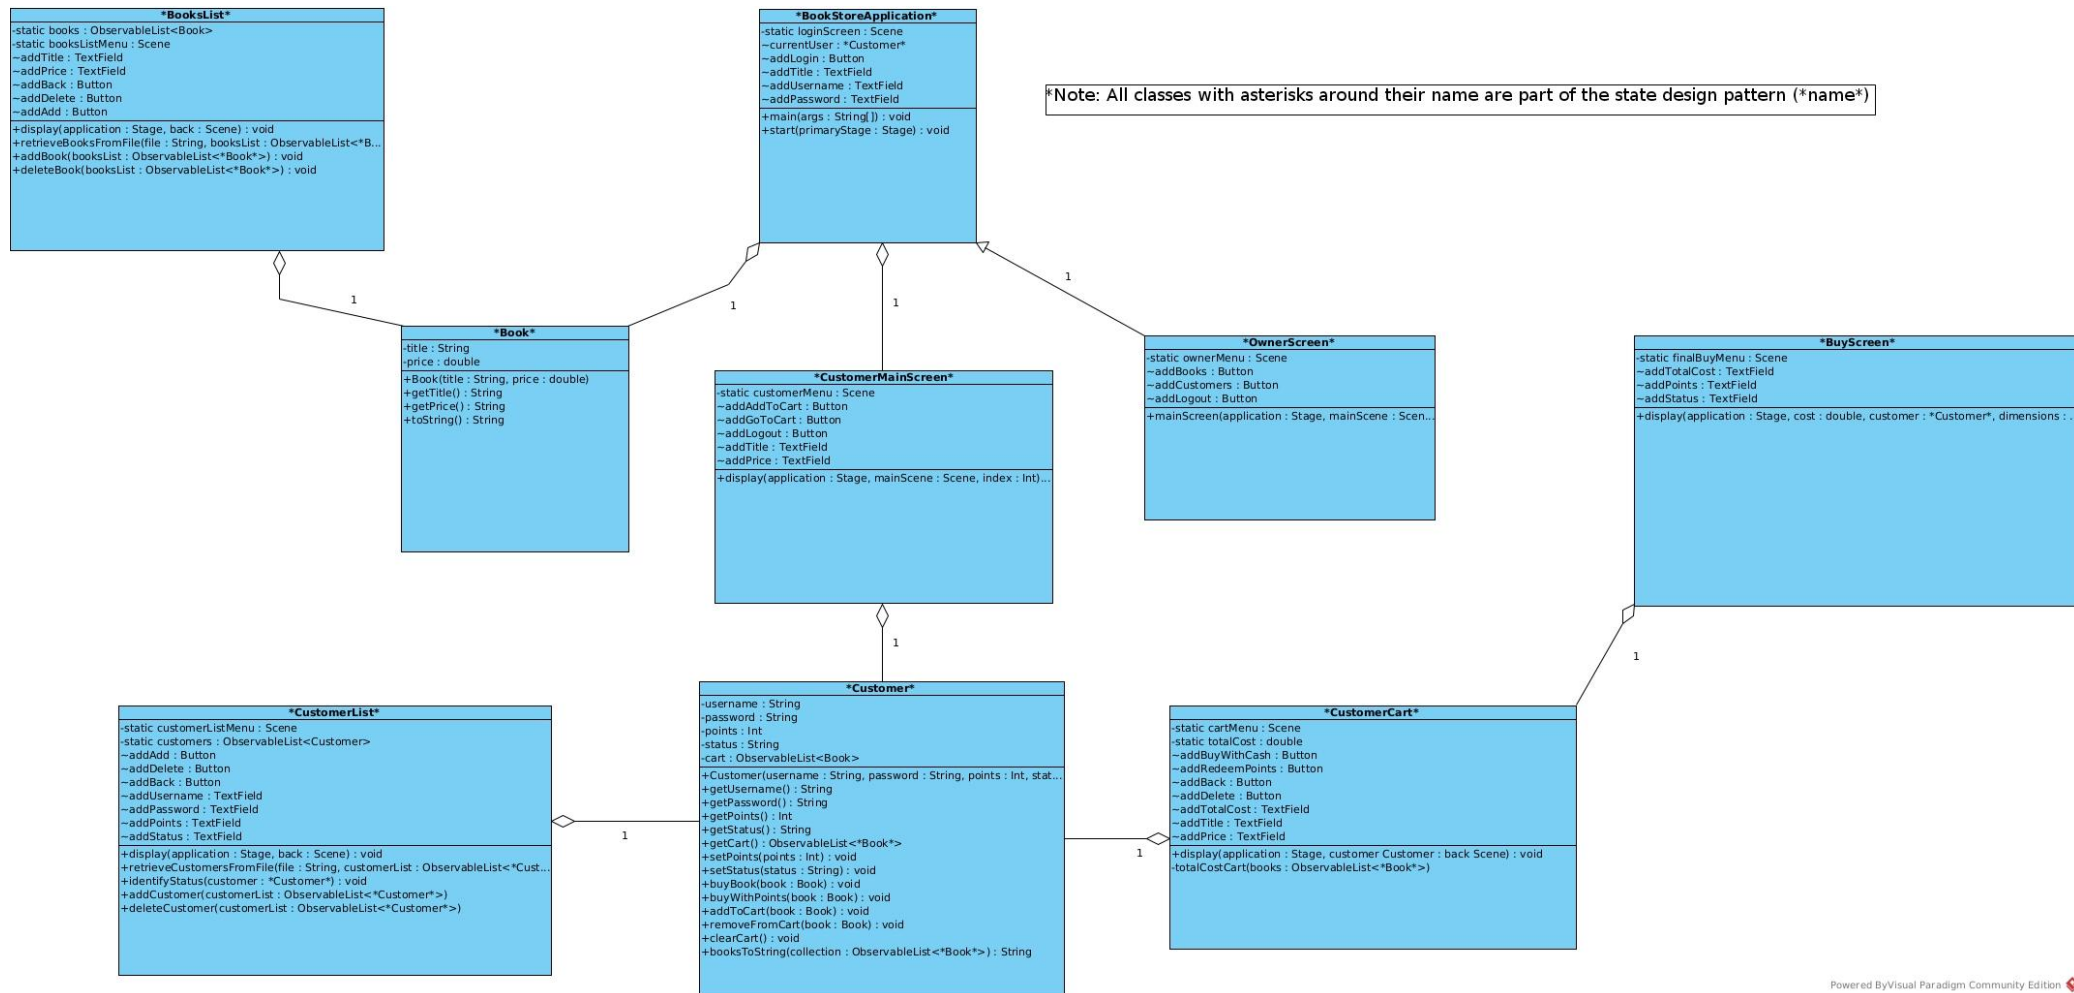 *BooksList*
-static books : ObservableList<Book>
-static booksListMenu : Scene
~addTitle : TextField
~addPrice : TextField
~addBack : Button
~addDelete : Button
~addAdd : Button
+display(application : Stage, back : Scene) : void
+retrieveBooksFromFile(file : String, booksList : ObservableList<*B...
+addBook(booksList : ObservableList<*Book*>) : void
+deleteBook(booksList : ObservableList<*Book*>) : void
*BookStoreApplication*
-static loginScreen : Scene
~currentUser : *Customer*
~addLogin : Button
~addTitle : TextField
~addUsername : TextField
~addPassword : TextField
+main(args : String[]) : void
+start(primaryStage : Stage) : void
*Note: All classes with asterisks around their name are part of the state design pattern (*name*)
1
1
1
1
*Book*
-title : String
-price : double
+Book(title : String, price : double)
+getTitle() : String
+getPrice() : String
+toString() : String
*CustomerMainScreen*
-static customerMenu : Scene
~addAddToCart : Button
~addGoToCart : Button
~addLogout : Button
~addTitle : TextField
~addPrice : TextField
+display(application : Stage, mainScene : Scene, index : Int)...
*OwnerScreen*
-static ownerMenu : Scene
~addBooks : Button
~addCustomers : Button
~addLogout : Button
+mainScreen(application : Stage, mainScene : Scen...
*BuyScreen*
-static finalBuyMenu : Scene
~addTotalCost : TextField
~addPoints : TextField
~addStatus : TextField
+display(application : Stage, cost : double, customer : *Customer*, dimensions : ...
1
1
*CustomerList*
-static customerListMenu : Scene
-static customers : ObservableList<Customer>
~addAdd : Button
~addDelete : Button
~addBack : Button
~addUsername : TextField
~addPassword : TextField
~addPoints : TextField
~addStatus : TextField
+display(application : Stage, back : Scene) : void
+retrieveCustomersFromFile(file : String, customerList : ObservableList<*Cust...
+identifyStatus(customer : *Customer*) : void
+addCustomer(customerList : ObservableList<*Customer*>)
+deleteCustomer(customerList : ObservableList<*Customer*>)
1
*Customer*
-username : String
-password : String
-points : Int
-status : String
-cart : ObservableList<Book>
+Customer(username : String, password : String, points : Int, stat...
+getUsername() : String
+getPassword() : String
+getPoints() : Int
+getStatus() : String
+getCart() : ObservableList<*Book*>
+setPoints(points : Int) : void
+setStatus(status : String) : void
+buyBook(book : Book) : void
+buyWithPoints(book : Book) : void
+addToCart(book : Book) : void
+removeFromCart(book : Book) : void
+clearCart() : void
+booksToString(collection : ObservableList<*Book*>) : String
1
*CustomerCart*
-static cartMenu : Scene
-static totalCost : double
~addBuyWithCash : Button
~addRedeemPoints : Button
~addBack : Button
~addDelete : Button
~addTotalCost : TextField
~addTitle : TextField
~addPrice : TextField
+display(application : Stage, customer Customer : back Scene) : void
-totalCostCart(books : ObservableList<*Book*>)
Powered ByVisual Paradigm Community Edition